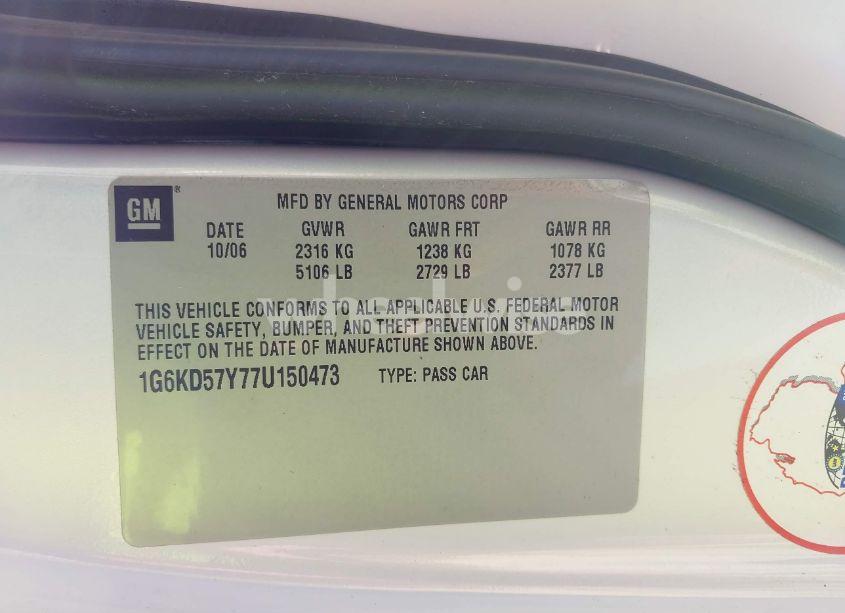 GM
MFD BY GENERAL MOTORS CORP
DATE GVWR GAWR FRT GAWR RR
10/06 2316 KG 1238 KG 1078 KG
5106 LB 2729 LB 2377 LB
THIS VEHICLE CONFORMS TO ALL APPLICABLE U.S. FEDERAL MOTOR
VEHICLE SAFETY, BUMPER, AND THEFT PREVENTION STANDARDS IN
EFFECT ON THE DATE OF MANUFACTURE SHOWN ABOVE.
1G6KD57Y77U150473 TYPE: PASS CAR